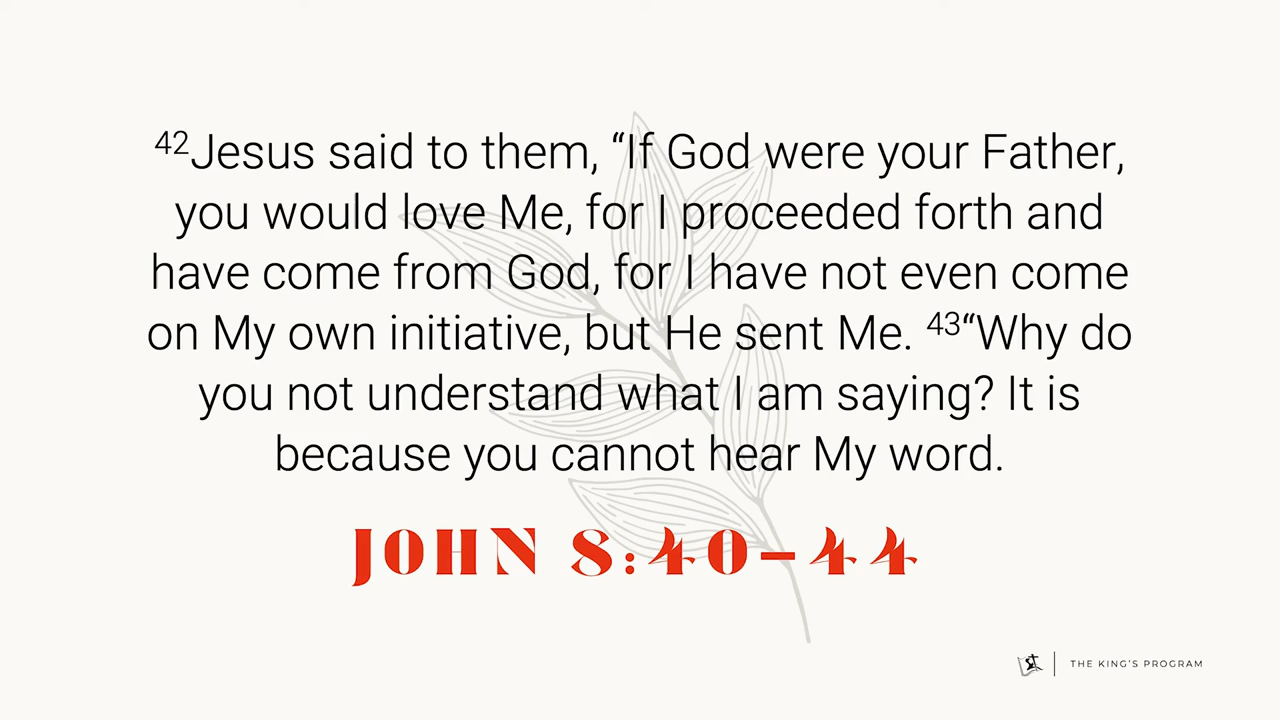 ⁴²Jesus said to them, “If God were your Father,
you would love Me, for I proceeded forth and
have come from God, for I have not even come
on My own initiative, but He sent Me. ⁴³“Why do
you not understand what I am saying? It is
because you cannot hear My word.
JOHN 8:40–44
THE KING'S PROGRAM